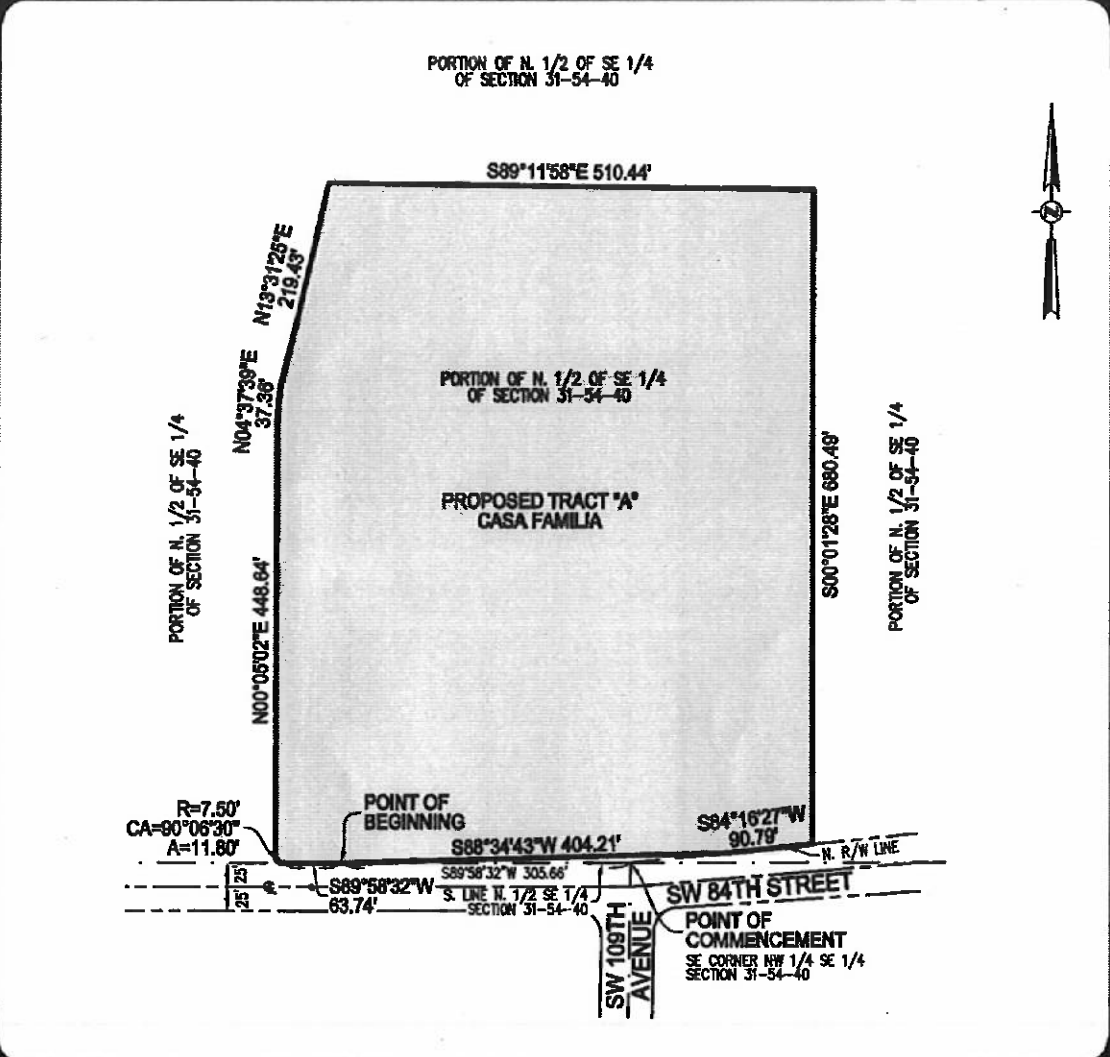 PORTION OF N. 1/2 OF SE 1/4
OF SECTION 31-54-40
S89°11'58"E 510.44'
N13°31'25"E
219.43'
Z
N04°37'39"E
37.36'
PORTION OF N. 1/2 OF SE 1/4
OF SECTION 31-54-40
PORTION OF N. 1/2 OF SE 1/4
OF SECTION 31-54-40
PORTION OF N. 1/2 OF SE 1/4
OF SECTION 31-54-40
PROPOSED TRACT "A"
CASA FAMILIA
S00°01'28"E 680.49'
N00°05'02"E 448.64'
R=7.50'
CA=90°06'30"
A=11.80'
POINT OF
BEGINNING
S88°34'43"W 404.21'
S84°16'27"W
90.79'
N. R/W LINE
25'
25'
S89°58'32"W
63.74'
S89°58'32"W 305.66'
S. LINE N. 1/2 SE 1/4
SECTION 31-54-40
SW 84TH STREET
SW 109TH
AVENUE
POINT OF
COMMENCEMENT
SE CORNER NW 1/4 SE 1/4
SECTION 31-54-40